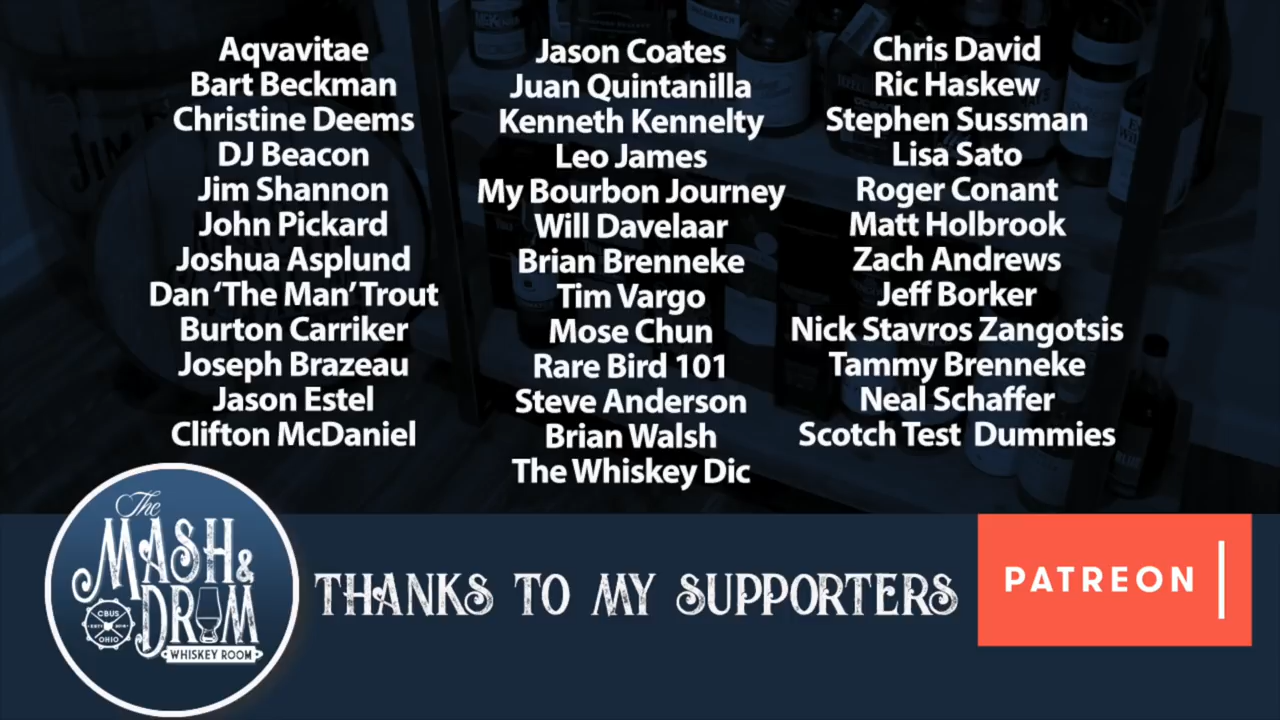 Aqvavitae
Bart Beckman
Christine Deems
DJ Beacon
Jim Shannon
John Pickard
Joshua Asplund
Dan ‘The Man’ Trout
Burton Carriker
Joseph Brazeau
Jason Estel
Clifton McDaniel
Jason Coates
Juan Quintanilla
Kenneth Kennelty
Leo James
My Bourbon Journey
Will Davelaar
Brian Brenneke
Tim Vargo
Mose Chun
Rare Bird 101
Steve Anderson
Brian Walsh
The Whiskey Dic
Chris David
Ric Haskew
Stephen Sussman
Lisa Sato
Roger Conant
Matt Holbrook
Zach Andrews
Jeff Borker
Nick Stavros Zangotsis
Tammy Brenneke
Neal Schaffer
Scotch Test Dummies
The
MASH &
DRUM
CBUS
OHIO
WHISKEY ROOM
THANKS TO MY SUPPORTERS
PATREON